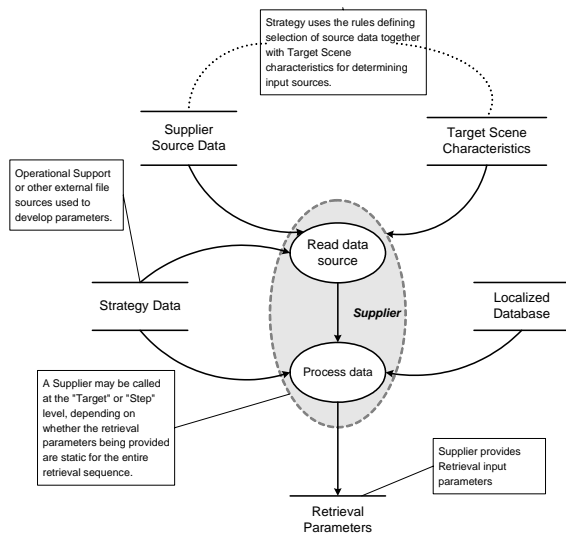 Strategy uses the rules defining
selection of source data together
with Target Scene
characteristics for determining
input sources.
Supplier
Source Data
Target Scene
Characteristics
Operational Support
or other external file
sources used to
develop parameters.
Read data
source
Strategy Data
Supplier
Localized
Database
Process data
A Supplier may be called
at the "Target" or "Step"
level, depending on
whether the retrieval
parameters being provided
are static for the entire
retrieval sequence.
Supplier provides
Retrieval input
parameters
Retrieval
Parameters